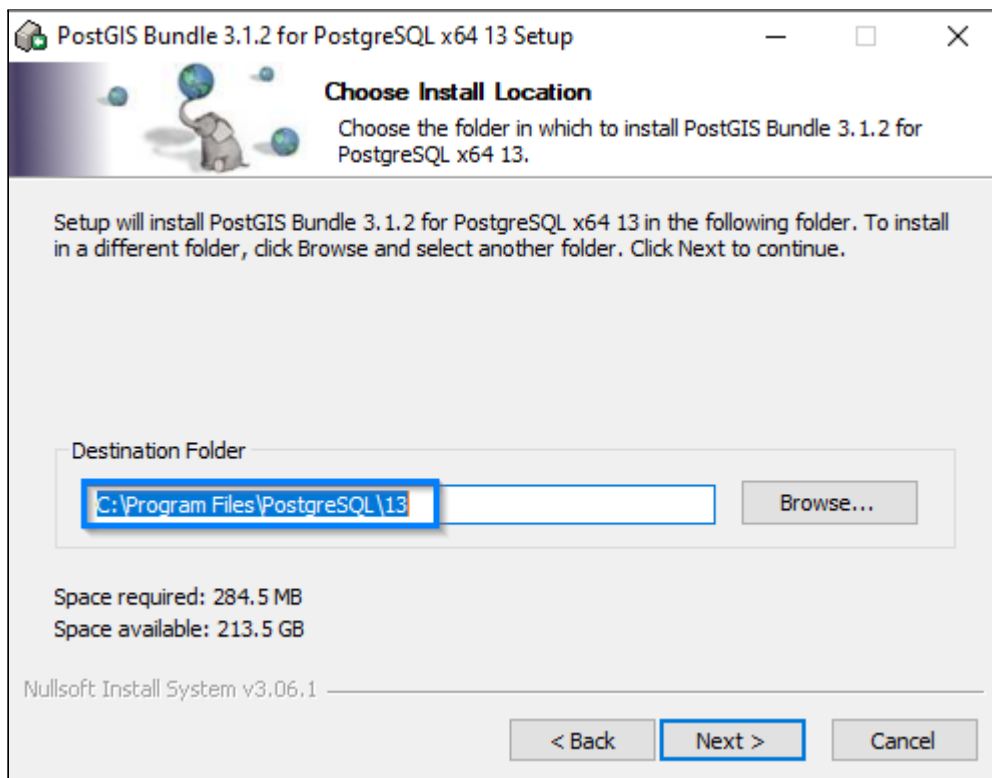 PostGIS Bundle 3.1.2 for PostgreSQL x64 13 Setup
Choose Install Location
Choose the folder in which to install PostGIS Bundle 3.1.2 for
PostgreSQL x64 13.
Setup will install PostGIS Bundle 3.1.2 for PostgreSQL x64 13 in the following folder. To install
in a different folder, click Browse and select another folder. Click Next to continue.
Destination Folder
C:\Program Files\PostgreSQL\13
Browse...
Space required: 284.5 MB
Space available: 213.5 GB
Nullsoft Install System v3.06.1
< Back
Next >
Cancel